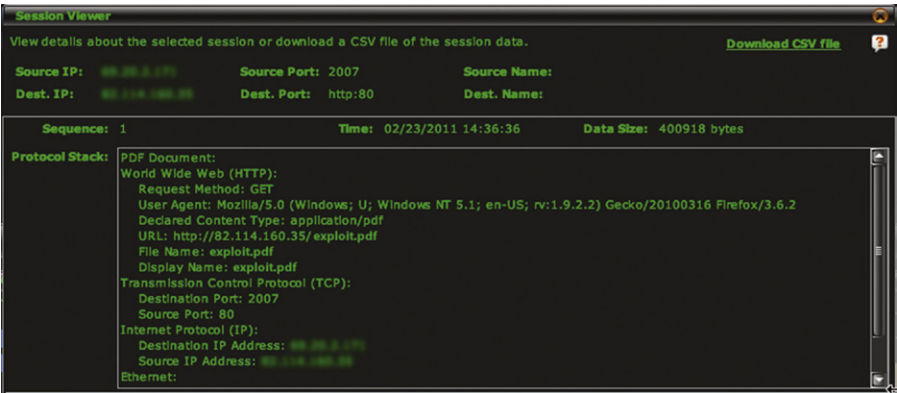 Session Viewer
View details about the selected session or download a CSV file of the session data. Download CSV file ?
Source IP: Source Port: 2007 Source Name:
Dest. IP: Dest. Port: http:80 Dest. Name:
Sequence: 1 Time: 02/23/2011 14:36:36 Data Size: 400918 bytes
Protocol Stack: PDF Document:
World Wide Web (HTTP):
Request Method: GET
User Agent: Mozilla/5.0 (Windows; U; Windows NT 5.1; en-US; rv:1.9.2.2) Gecko/20100316 Firefox/3.6.2
Declared Content Type: application/pdf
URL: http://82.114.160.35/exploit.pdf
File Name: exploit.pdf
Display Name: exploit.pdf
Transmission Control Protocol (TCP):
Destination Port: 2007
Source Port: 80
Internet Protocol (IP):
Destination IP Address:
Source IP Address:
Ethernet: